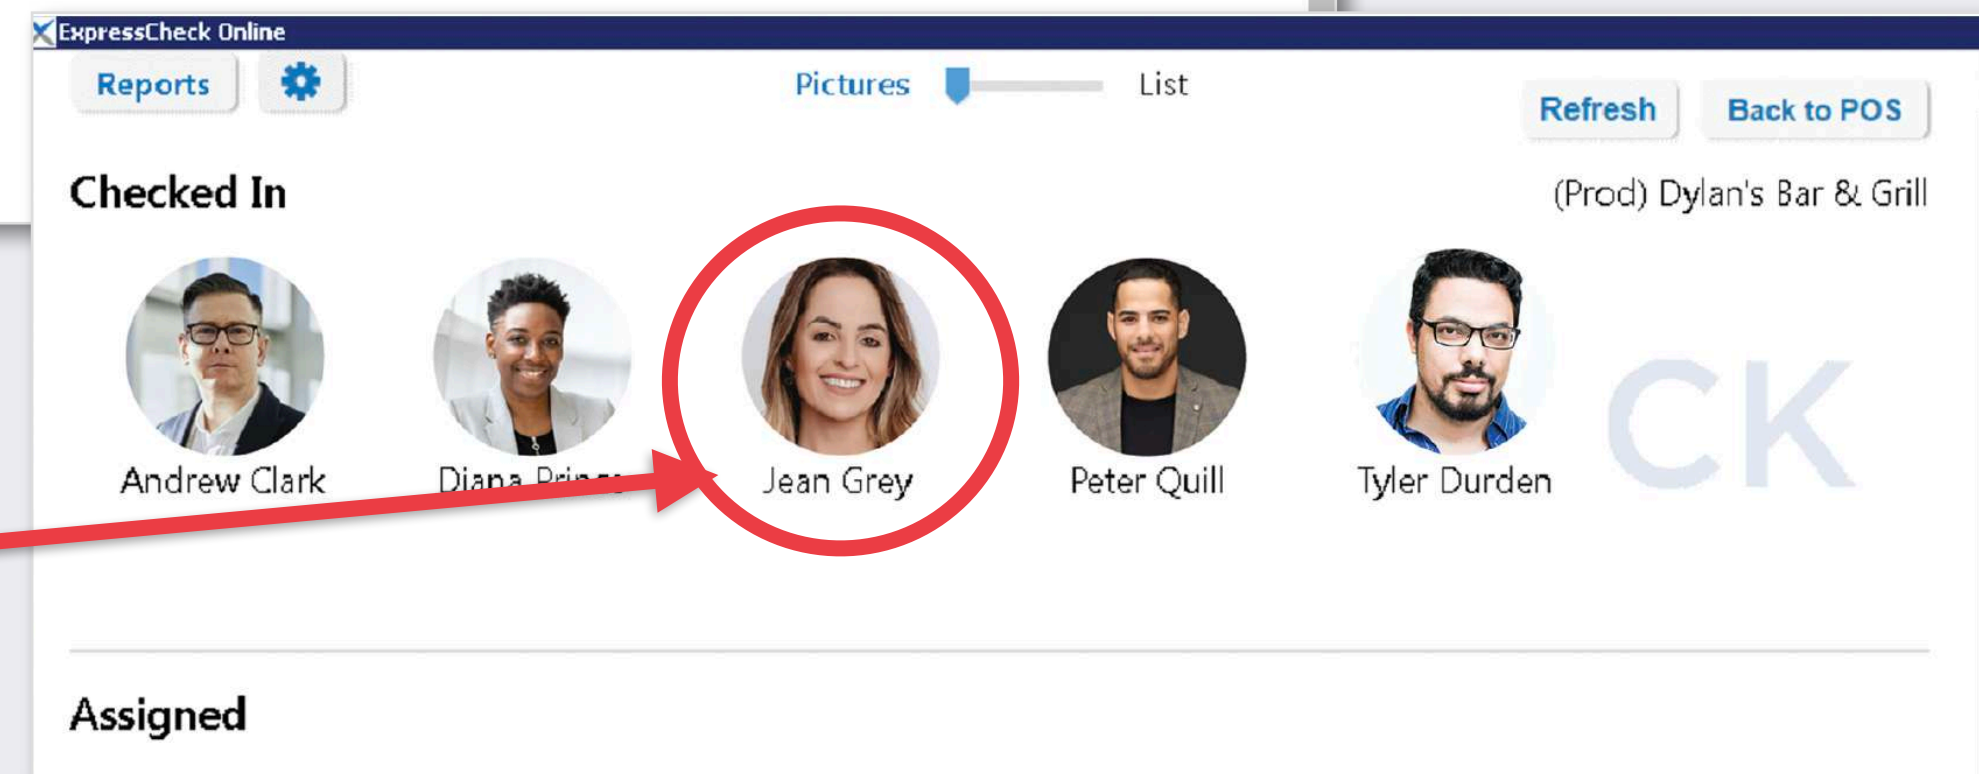 ExpressCheck Online
Reports
Pictures List
Refresh Back to POS
Checked In
(Prod) Dylan's Bar & Grill
CK
Andrew Clark Diana Jean Grey Peter Quill Tyler Durden
Assigned